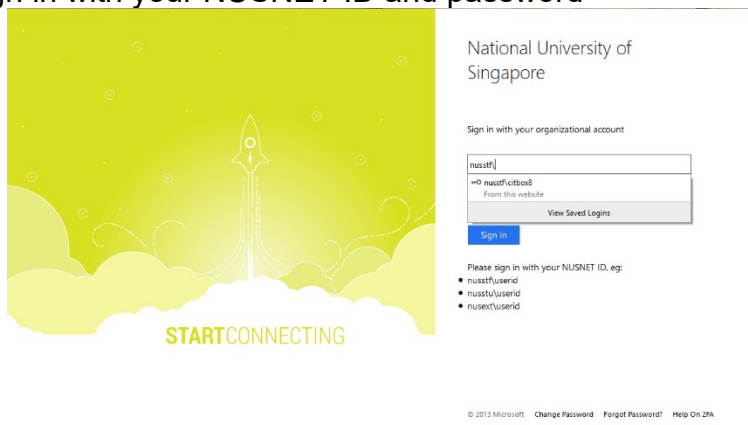 gn in with your NUSNET ID and password
National University of
Singapore
Sign in with your organizational account
nusstf\
nusstf\citbox8
From this website
View Saved Logins
Sign in
Please sign in with your NUSNET ID, eg:
• nusstf\userid
• nusstu\userid
• nusext\userid
STARTCONNECTING
© 2013 Microsoft Change Password Forgot Password? Help On 2FA